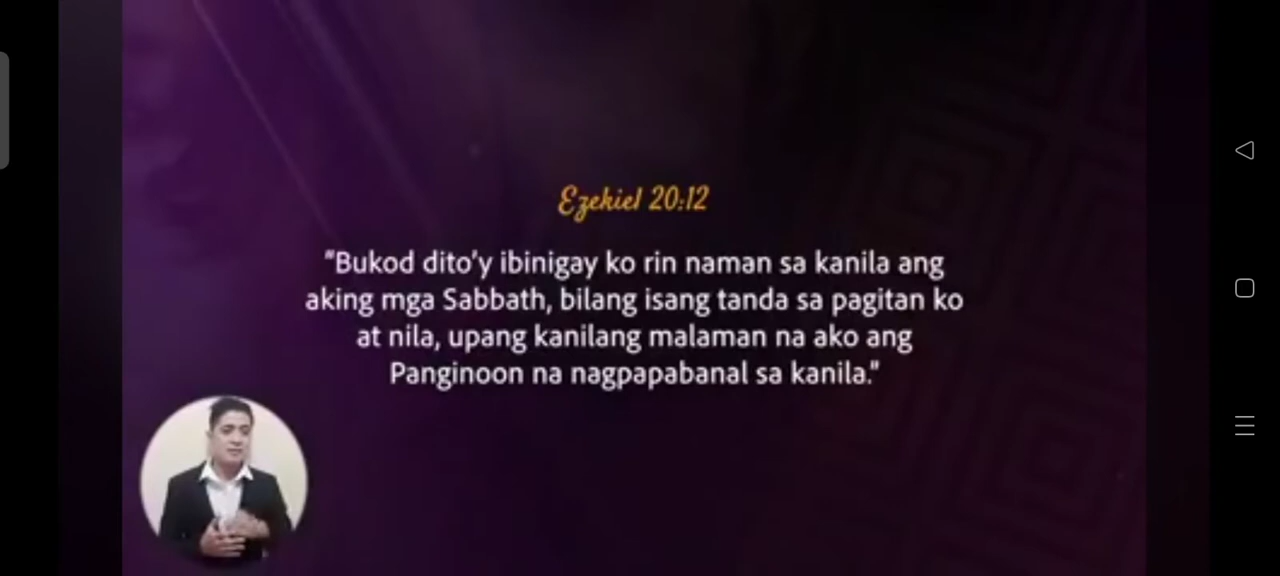 Ezekiel 20:12
"Bukod dito'y ibinigay ko rin naman sa kanila ang
aking mga Sabbath, bilang isang tanda sa pagitan ko
at nila, upang kanilang malaman na ako ang
Panginoon na nagpapabanal sa kanila."